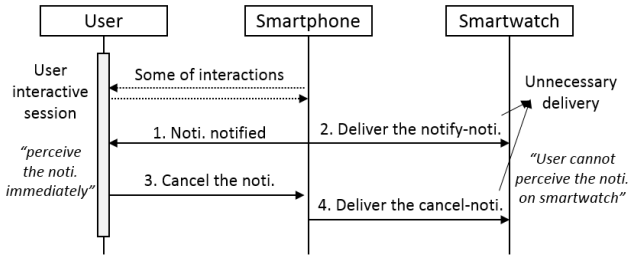 User
Smartphone
Smartwatch
User
interactive
session
Some of interactions
Unnecessary
delivery
1. Noti. notified
2. Deliver the notify-noti.
“perceive
the noti.
immediately”
3. Cancel the noti.
“User cannot
perceive the noti.
on smartwatch”
4. Deliver the cancel-noti.